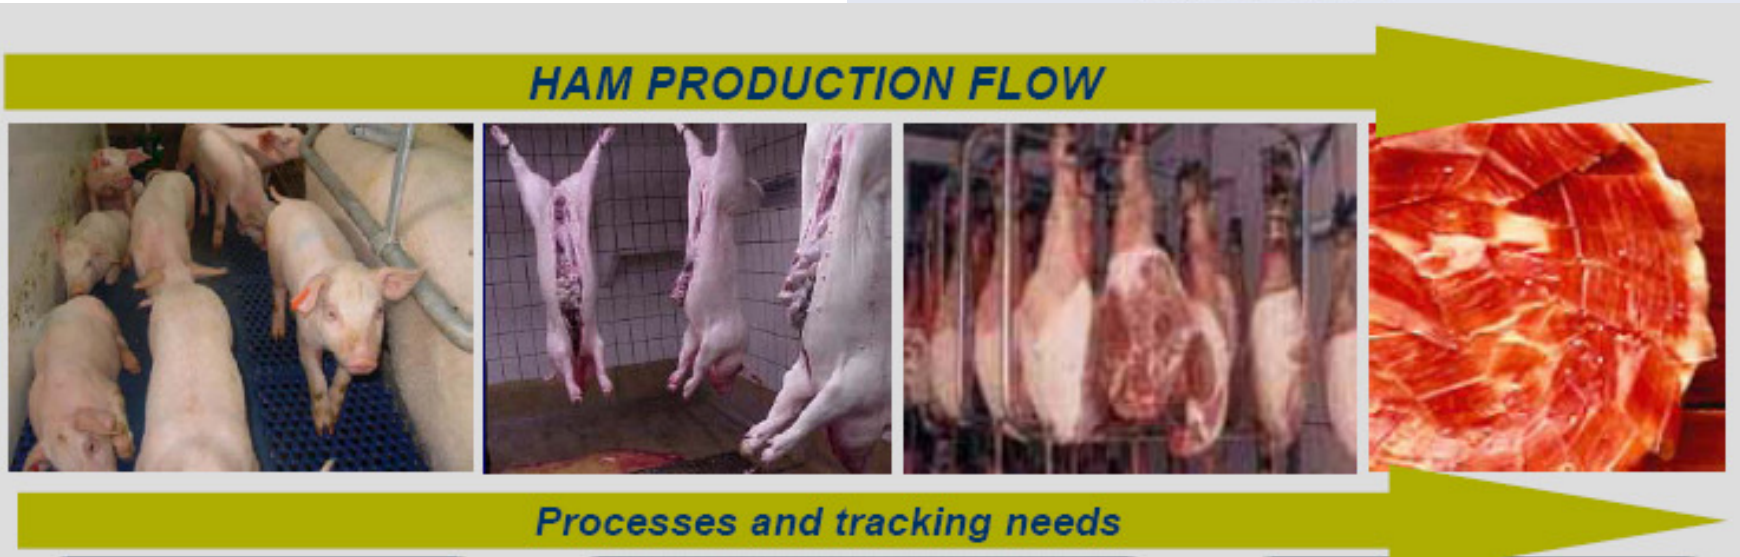 HAM PRODUCTION FLOW
Processes and tracking needs